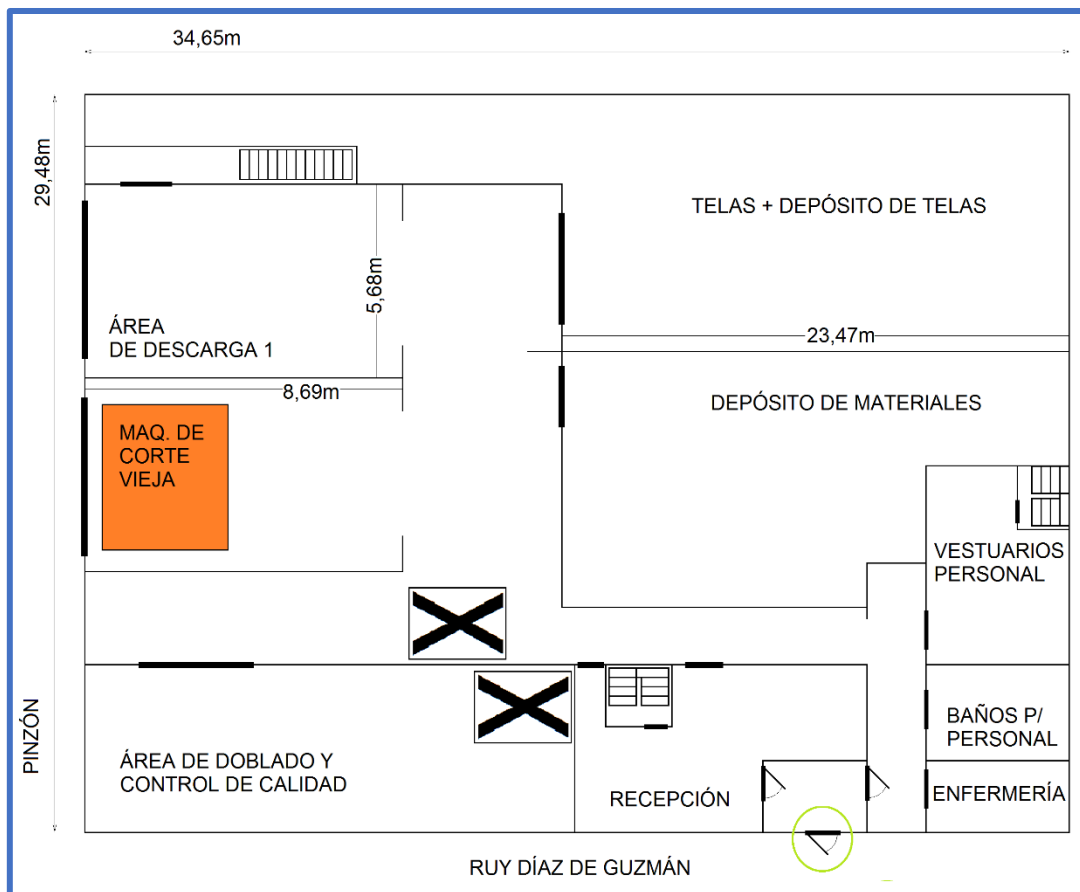 34,65m
29,48m
TELAS + DEPÓSITO DE TELAS
5,68m
ÁREA
DE DESCARGA 1
23,47m
8,69m
DEPÓSITO DE MATERIALES
MAQ. DE
CORTE
VIEJA
VESTUARIOS
PERSONAL
PINZÓN
BAÑOS P/
PERSONAL
ÁREA DE DOBLADO Y
CONTROL DE CALIDAD
RECEPCIÓN
ENFERMERÍA
RUY DÍAZ DE GUZMÁN